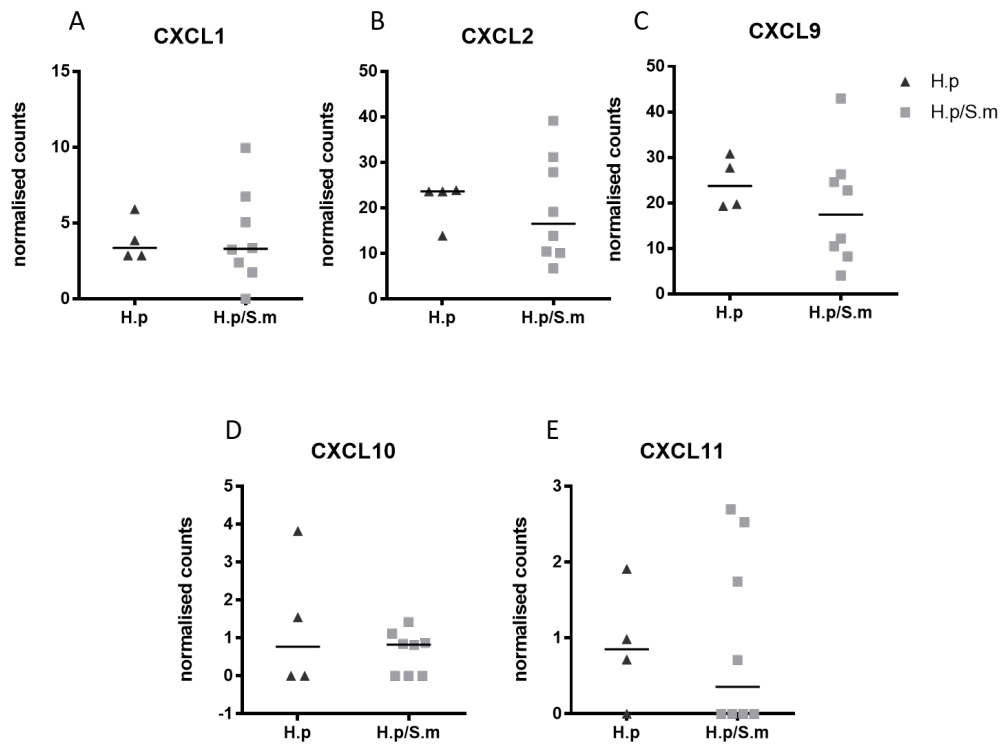 A
CXCL1
normalised counts
15
10
5
0
H.p
H.p/S.m
B
CXCL2
normalised counts
50
40
30
20
10
0
H.p
H.p/S.m
C
CXCL9
normalised counts
50
40
30
20
10
0
H.p
H.p/S.m
H.p
H.p/S.m
D
CXCL10
normalised counts
5
4
3
2
1
0
-1
H.p
H.p/S.m
E
CXCL11
normalised counts
3
2
1
0
H.p
H.p/S.m